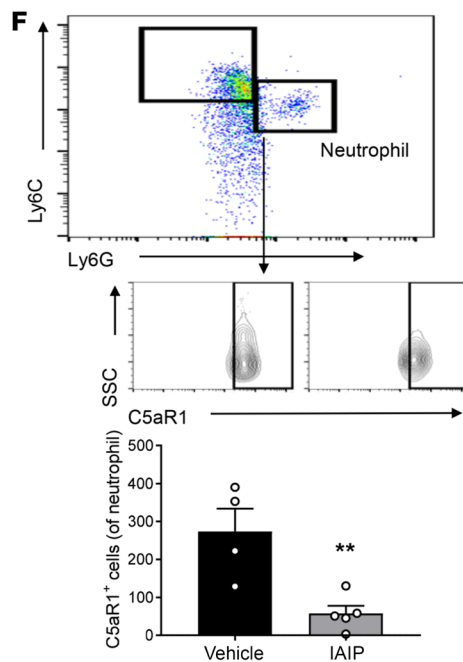 F
Ly6C
Neutrophil
Ly6G
SSC
C5aR1
C5aR1+ cells (of neutrophil)
500
400
300
200
100
0
**
Vehicle
IAIP